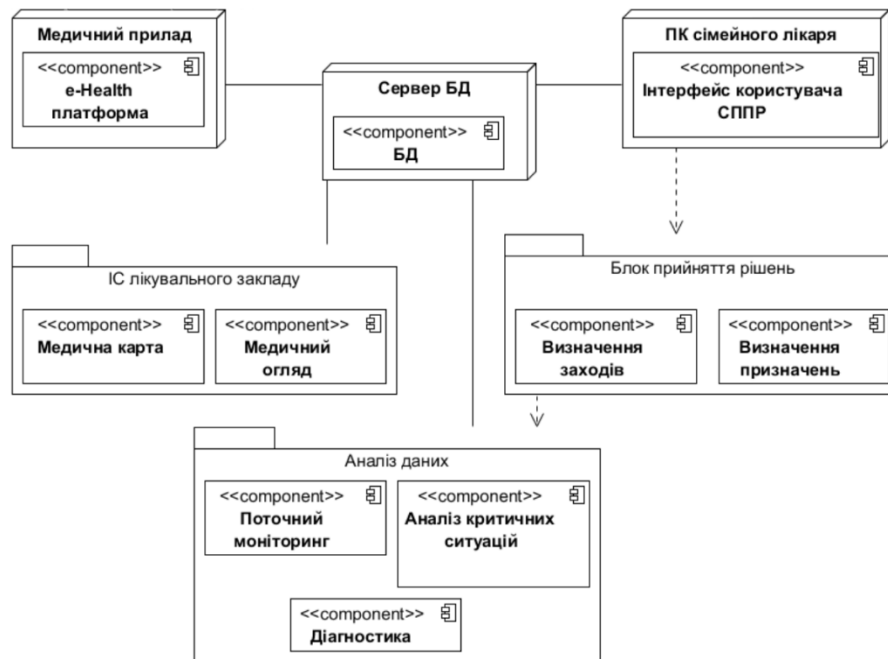 Медичний прилад
<<component>>
e-Health
платформа
Сервер БД
<<component>>
БД
ПК сімейного лікаря
<<component>>
Інтерфейс користувача
СППР
ІС лікувального закладу
<<component>>
Медична карта
<<component>>
Медичний
огляд
Блок прийняття рішень
<<component>>
Визначення
заходів
<<component>>
Визначення
призначень
Аналіз даних
<<component>>
Поточний
моніторинг
<<component>>
Аналіз критичних
ситуацій
<<component>>
Діагностика